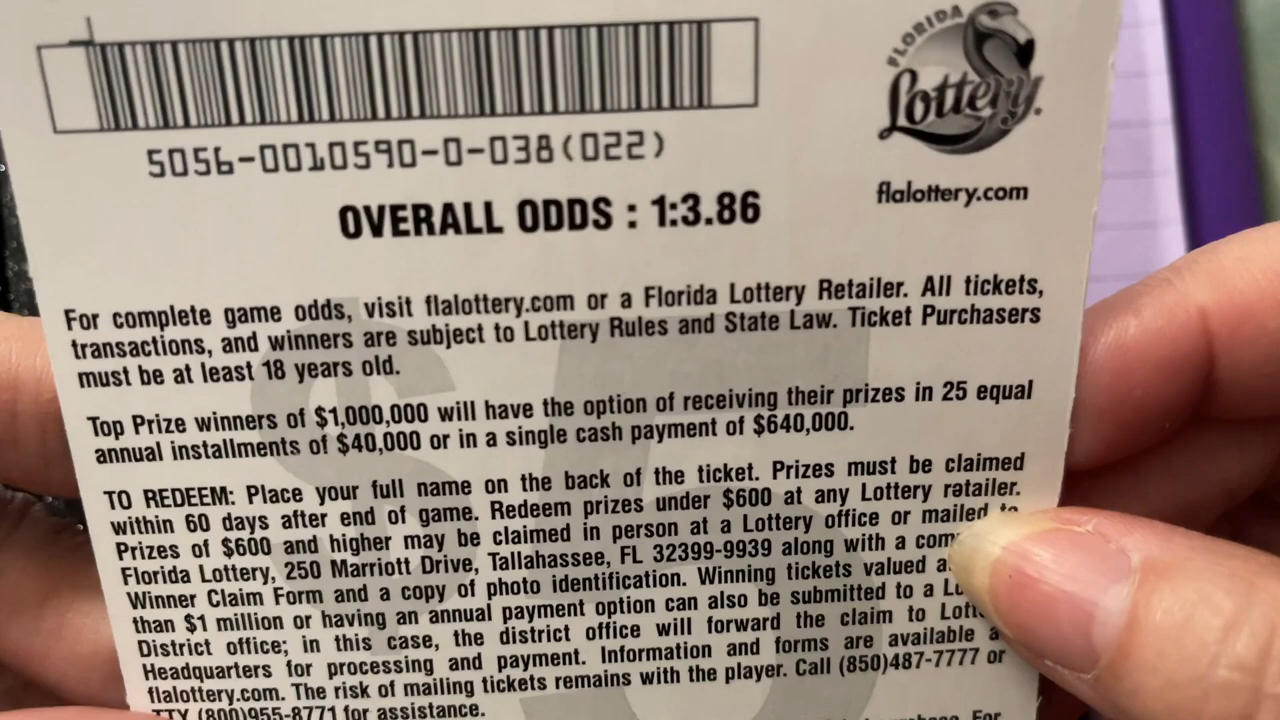 FLORIDA
Lottery.
5056-0010590-0-038(022)
flalottery.com
OVERALL ODDS : 1:3.86
For complete game odds, visit flalottery.com or a Florida Lottery Retailer. All tickets,
transactions, and winners are subject to Lottery Rules and State Law. Ticket Purchasers
must be at least 18 years old.
Top Prize winners of $1,000,000 will have the option of receiving their prizes in 25 equal
annual installments of $40,000 or in a single cash payment of $640,000.
TO REDEEM: Place your full name on the back of the ticket. Prizes must be claimed
within 60 days after end of game. Redeem prizes under $600 at any Lottery retailer.
Prizes of $600 and higher may be claimed in person at a Lottery office or mailed to
Florida Lottery, 250 Marriott Drive, Tallahassee, FL 32399-9939 along with a
Winner Claim Form and a copy of photo identification. Winning tickets valued
than $1 million or having an annual payment option can also be submitted to a
District office; in this case, the district office will forward the claim to
Headquarters for processing and payment. Information and forms are available
flalottery.com. The risk of mailing tickets remains with the player. Call (850)487-7777 or
TTY (800)955-8771 for assistance.
For
$5